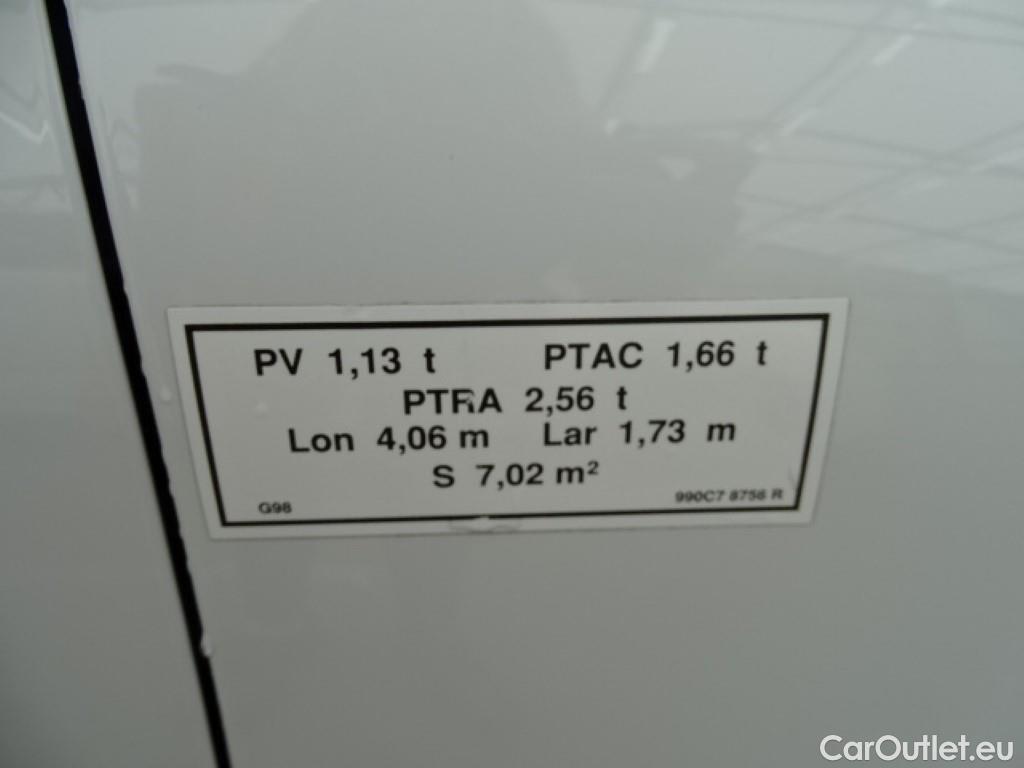 PV 1,13 t PTAC 1,66 t
PTRA 2,56 t
Lon 4,06 m Lar 1,73 m
S 7,02 m²
G98 990C7 8756 R
CarOutlet.eu